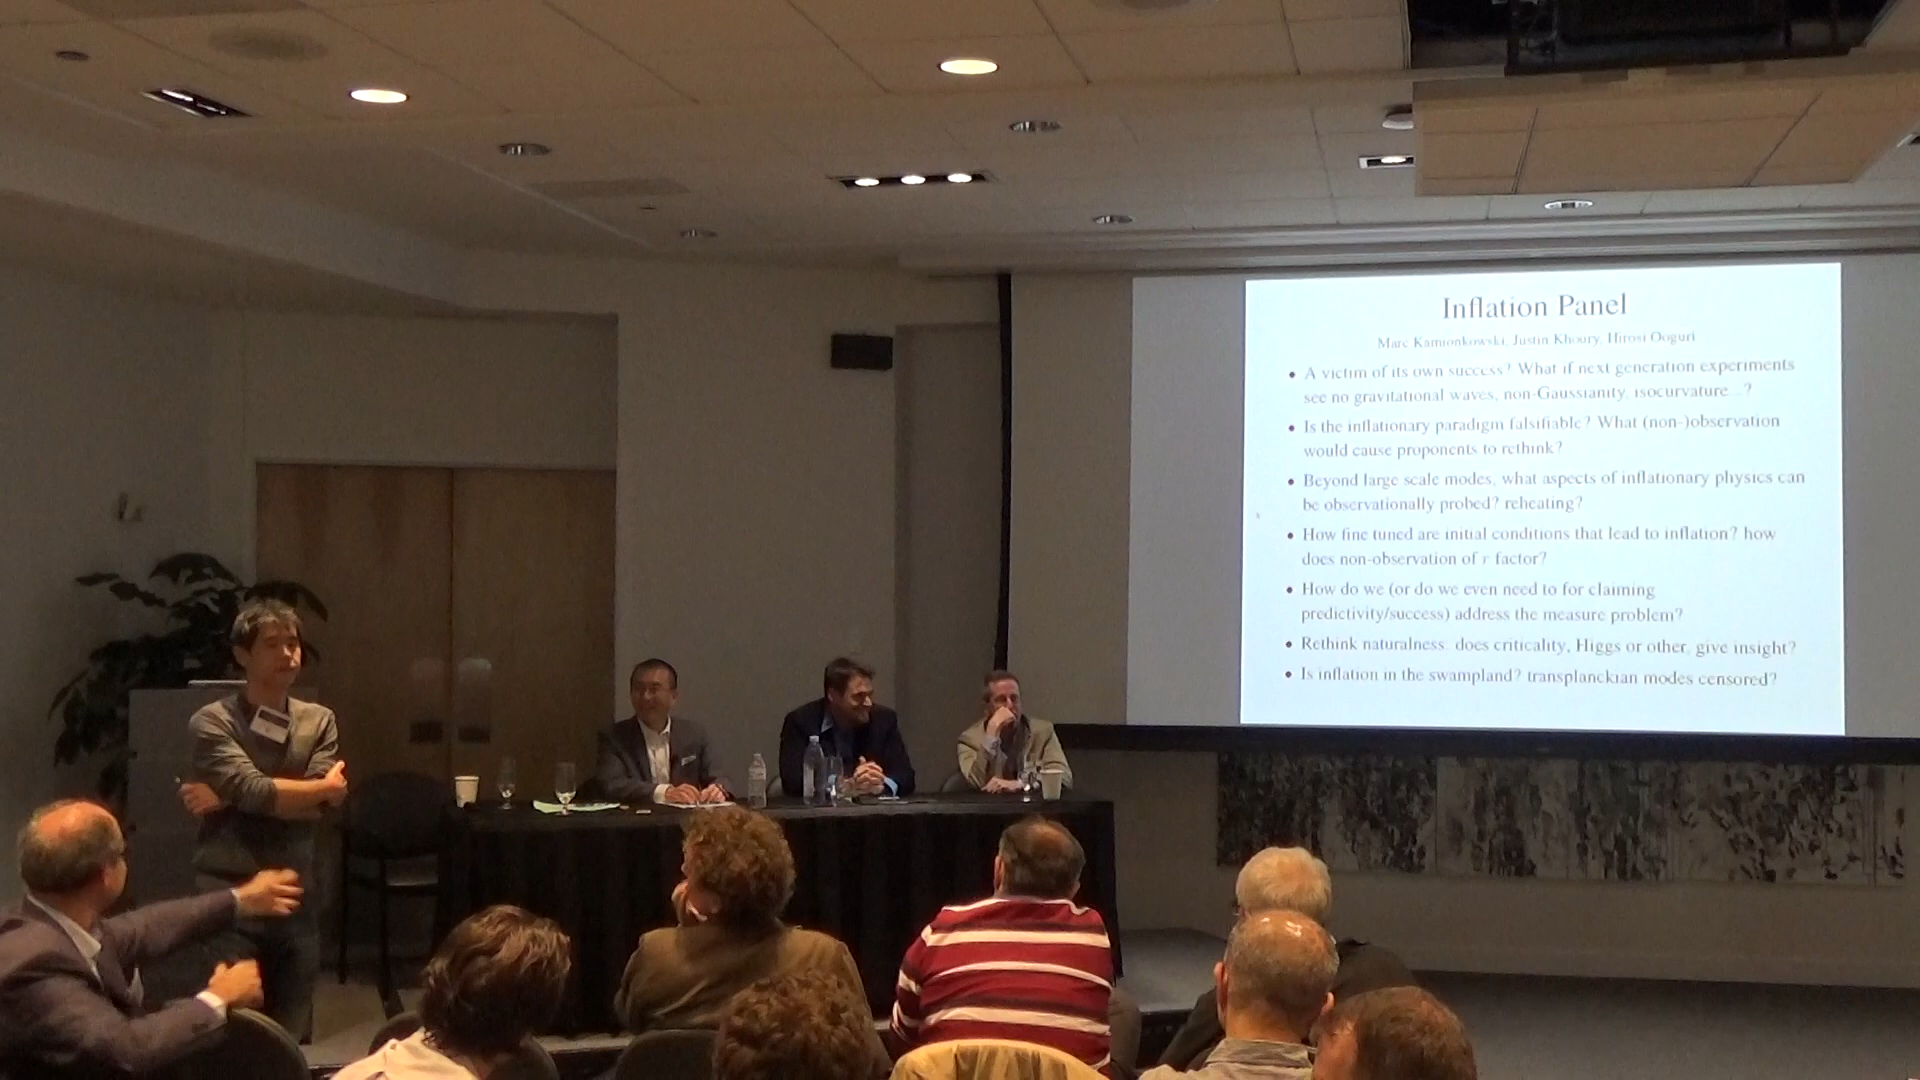 Inflation Panel
Marc Kamionkowski, Justin Khoury, Hirosi Ooguri
• A victim of its own success? What if next generation experiments
see no gravitational waves, non-Gaussianity, isocurvature...?
• Is the inflationary paradigm falsifiable? What (non-)observation
would cause proponents to rethink?
• Beyond large scale modes, what aspects of inflationary physics can
be observationally probed? reheating?
• How fine tuned are initial conditions that lead to inflation? how
does non-observation of r factor?
• How do we (or do we even need to for claiming
predictivity/success) address the measure problem?
• Rethink naturalness: does criticality, Higgs or other, give insight?
• Is inflation in the swampland? transplanckian modes censored?